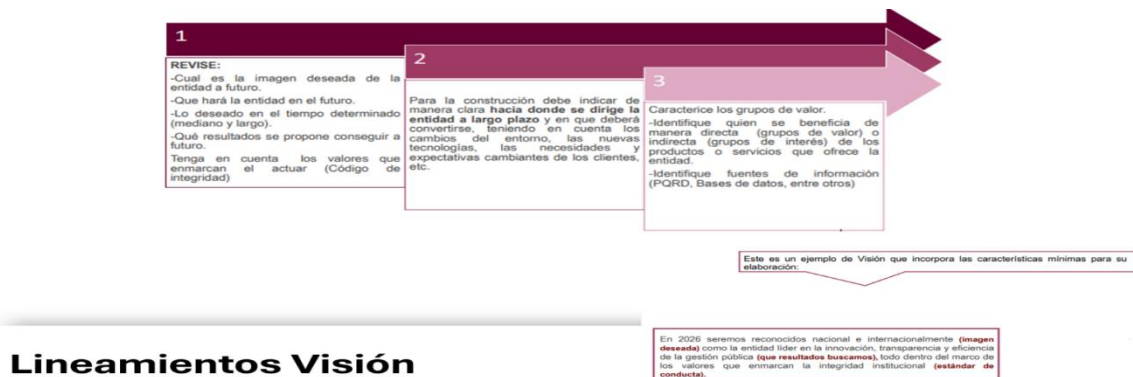 1
REVISE:
-Cual es la imagen deseada de la
entidad a futuro.
-Que hará la entidad en el futuro.
-Lo deseado en el tiempo determinado
(mediano y largo).
-Qué resultados se propone conseguir a
futuro.
Tenga en cuenta los valores que
enmarcan el actuar (Código de
integridad)
2
Para la construcción debe indicar de
manera clara hacia donde se dirige la
entidad a largo plazo y en que deberá
convertirse, teniendo en cuenta los
cambios del entorno, las nuevas
tecnologías, las necesidades y
expectativas cambiantes de los clientes,
etc.
3
Caracterice los grupos de valor.
-Identifique quien se beneficia de
manera directa (grupos de valor) o
indirecta (grupos de interés) de los
productos o servicios que ofrece la
entidad.
-Identifique fuentes de información
(PQRD, Bases de datos, entre otros)
Este es un ejemplo de Visión que incorpora las características mínimas para su
elaboración:
En 2026 seremos reconocidos nacional e internacionalmente (imagen
deseada) como la entidad líder en la innovación, transparencia y eficiencia
de la gestión pública (que resultados buscamos), todo dentro del marco de
los valores que enmarcan la integridad institucional (estándar de
conducta).
Lineamientos Visión